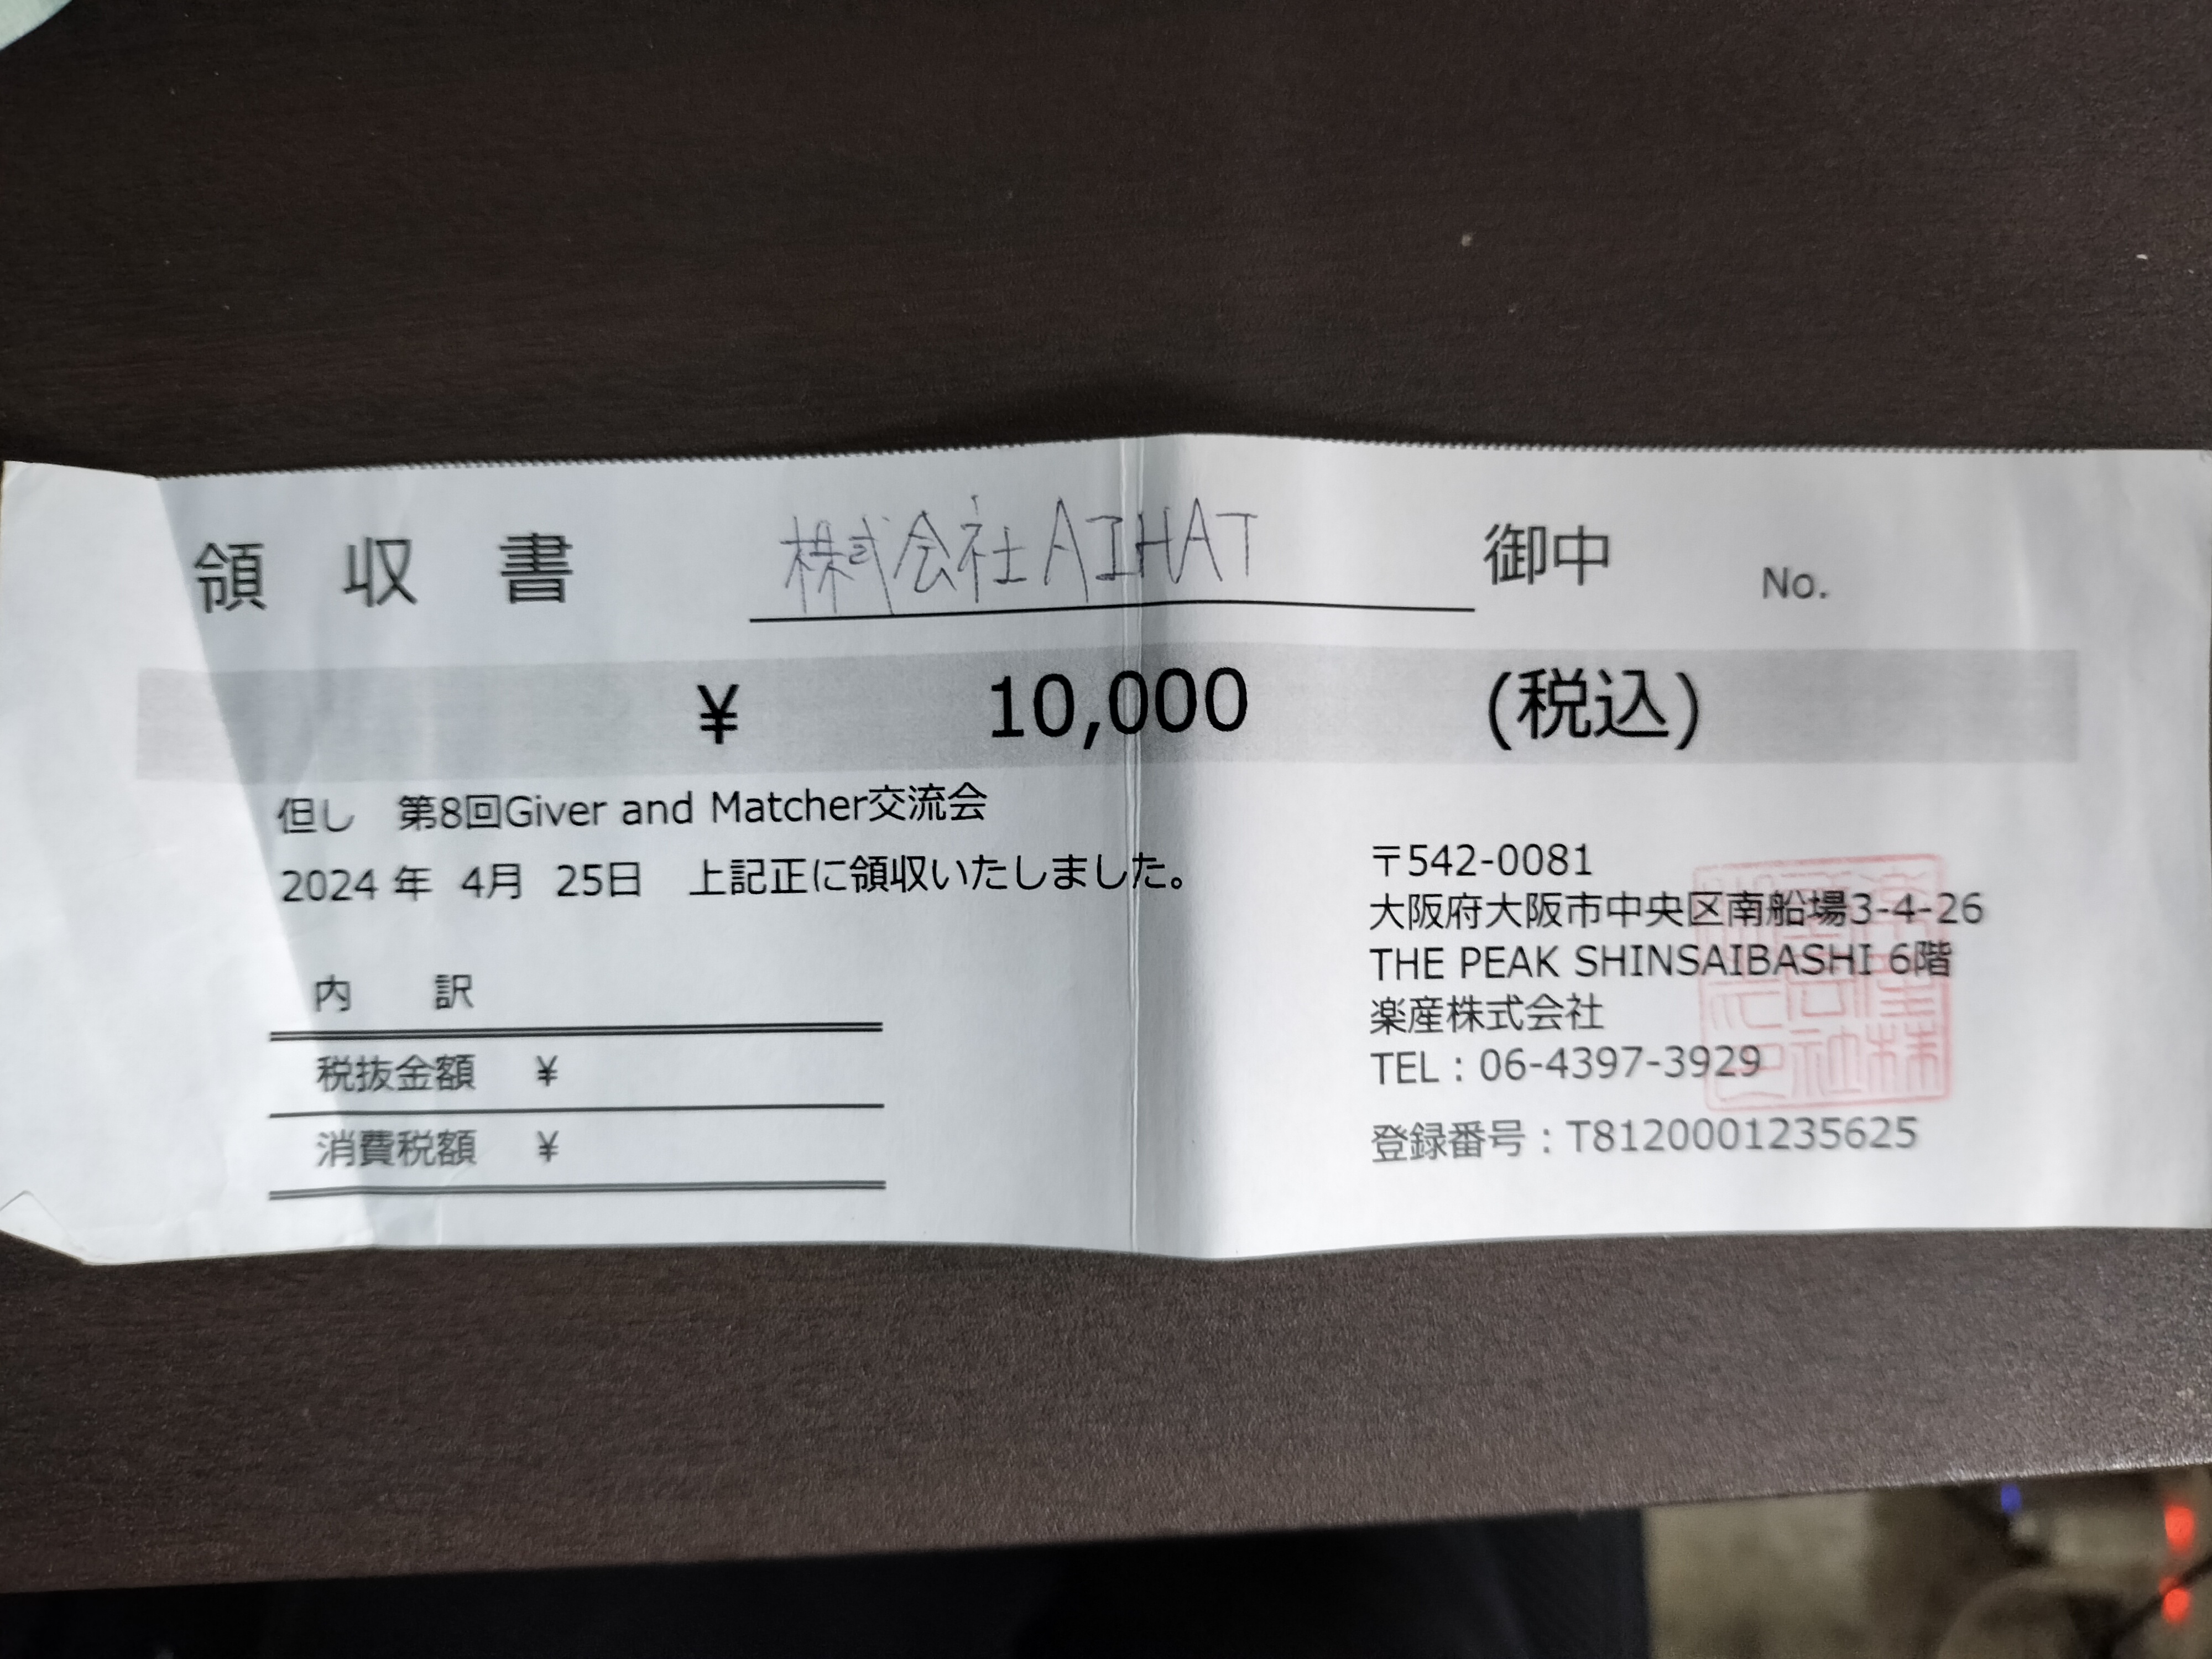 領 収 書 株式会社AIHAT 御中 No.
¥ 10,000 (税込)
但し 第8回Giver and Matcher交流会
2024 年 4月 25日 上記正に領収いたしました。
内 訳
税抜金額 ¥
消費税額 ¥
〒542-0081
大阪府大阪市中央区南船場3-4-26
THE PEAK SHINSAIBASHI 6階
楽産株式会社
TEL：06-4397-3929
登録番号：T8120001235625